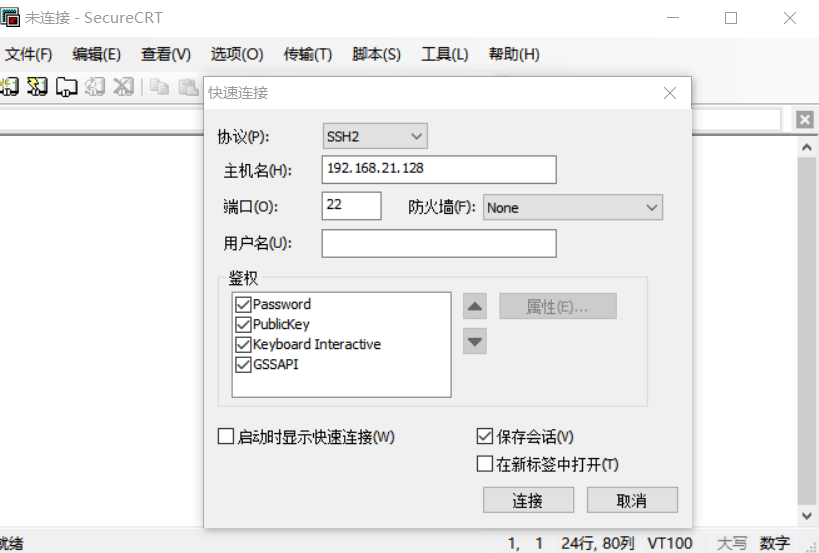 未连接 - SecureCRT
文件(F) 编辑(E) 查看(V) 选项(O) 传输(T) 脚本(S) 工具(L) 帮助(H)
快速连接
协议(P): SSH2
主机名(H): 192.168.21.128
端口(O): 22 防火墙(F): None
用户名(U):
鉴权
Password
PublicKey
Keyboard Interactive
GSSAPI
属性(E)...
启动时显示快速连接(W) 保存会话(V)
在新标签中打开(T)
连接 取消
就绪 1, 1 24行, 80列 VT100 大写 数字